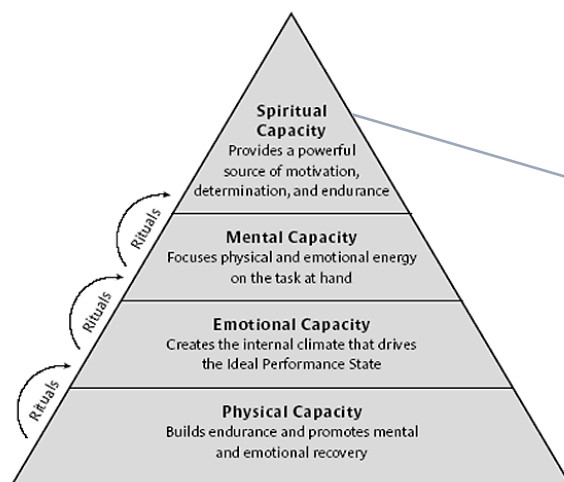 Spiritual
Capacity
Provides a powerful
source of motivation,
determination, and endurance
Rituals
Mental Capacity
Focuses physical and emotional energy
on the task at hand
Rituals
Emotional Capacity
Creates the internal climate that drives
the Ideal Performance State
Rituals
Physical Capacity
Builds endurance and promotes mental
and emotional recovery